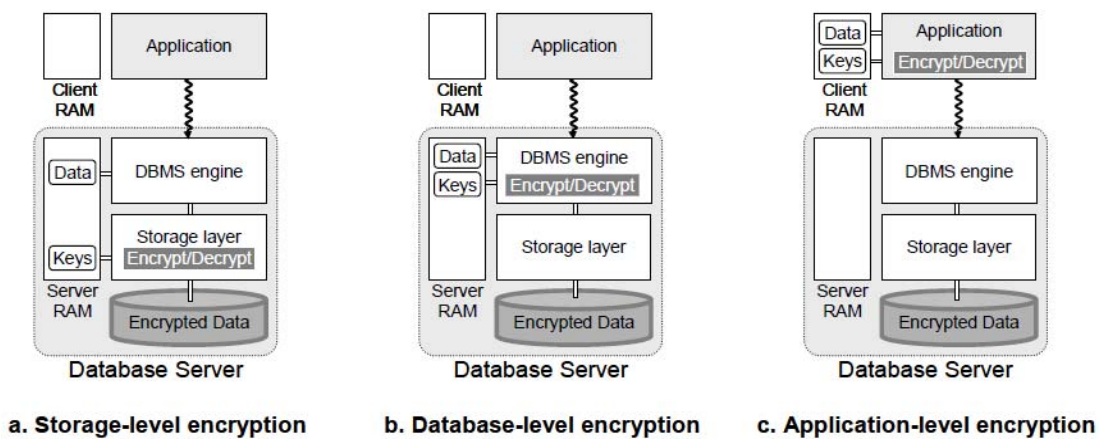 Application
Client
RAM
Data
DBMS engine
Storage layer
Keys
Encrypt/Decrypt
Server
RAM
Encrypted Data
Database Server
a. Storage-level encryption
Application
Client
RAM
Data
DBMS engine
Keys
Encrypt/Decrypt
Storage layer
Server
RAM
Encrypted Data
Database Server
b. Database-level encryption
Data
Application
Keys
Encrypt/Decrypt
Client
RAM
DBMS engine
Storage layer
Server
RAM
Encrypted Data
Database Server
c. Application-level encryption